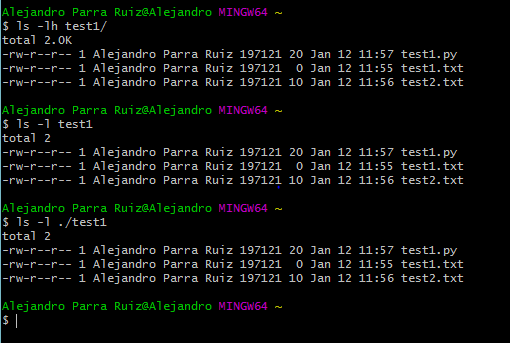 Alejandro Parra Ruiz@Alejandro MINGW64 ~
$ ls -lh test1/
total 2.0K
-rw-r--r-- 1 Alejandro Parra Ruiz 197121 20 Jan 12 11:57 test1.py
-rw-r--r-- 1 Alejandro Parra Ruiz 197121  0 Jan 12 11:55 test1.txt
-rw-r--r-- 1 Alejandro Parra Ruiz 197121 10 Jan 12 11:56 test2.txt

Alejandro Parra Ruiz@Alejandro MINGW64 ~
$ ls -l test1
total 2
-rw-r--r-- 1 Alejandro Parra Ruiz 197121 20 Jan 12 11:57 test1.py
-rw-r--r-- 1 Alejandro Parra Ruiz 197121  0 Jan 12 11:55 test1.txt
-rw-r--r-- 1 Alejandro Parra Ruiz 197121 10 Jan 12 11:56 test2.txt

Alejandro Parra Ruiz@Alejandro MINGW64 ~
$ ls -l ./test1
total 2
-rw-r--r-- 1 Alejandro Parra Ruiz 197121 20 Jan 12 11:57 test1.py
-rw-r--r-- 1 Alejandro Parra Ruiz 197121  0 Jan 12 11:55 test1.txt
-rw-r--r-- 1 Alejandro Parra Ruiz 197121 10 Jan 12 11:56 test2.txt

Alejandro Parra Ruiz@Alejandro MINGW64 ~
$